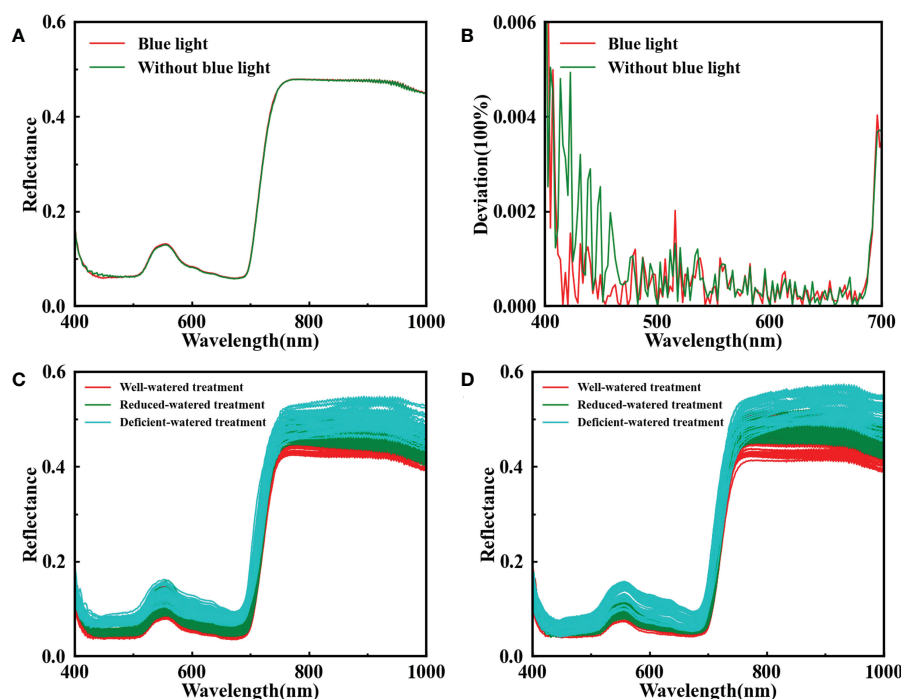 A
Blue light
Without blue light
Reflectance
0.6
0.4
0.2
0.0
400
600
800
1000
Wavelength(nm)
B
Blue light
Without blue light
Deviation(100%)
0.006
0.004
0.002
0.000
400
500
600
700
Wavelength(nm)
C
Well-watered treatment
Reduced-watered treatment
Deficient-watered treatment
Reflectance
0.6
0.4
0.2
0.0
400
600
800
1000
Wavelength(nm)
D
Well-watered treatment
Reduced-watered treatment
Deficient-watered treatment
Reflectance
0.6
0.4
0.2
0.0
400
600
800
1000
Wavelength(nm)